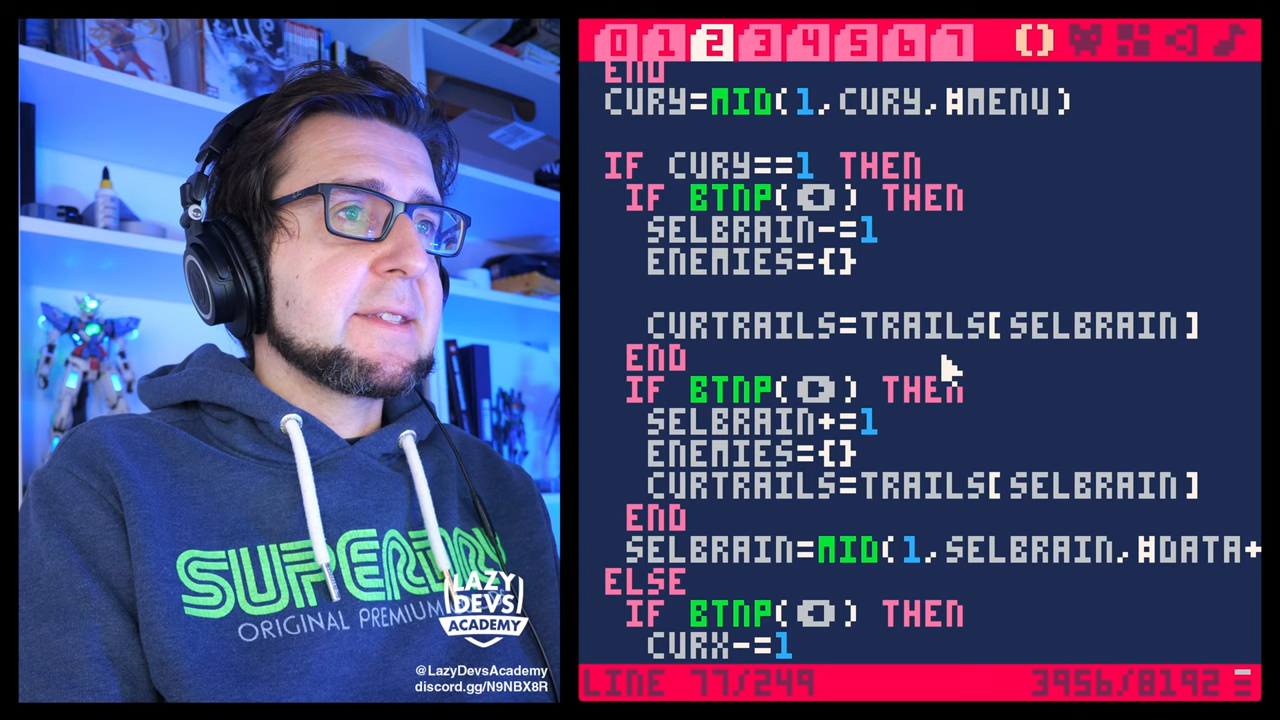 0 1 2 3 4 5 6 7 ()
END
CURY=MID(1,CURY,#MENU)
IF CURY==1 THEN
IF BTNP(⬅️) THEN
SELBRAIN-=1
ENEMIES={}
CURTRAILS=TRAILS[SELBRAIN]
END
IF BTNP(➡️) THEN
SELBRAIN+=1
ENEMIES={}
CURTRAILS=TRAILS[SELBRAIN]
END
SELBRAIN=MID(1,SELBRAIN,#DATA+
ELSE
IF BTNP(⬅️) THEN
CURX-=1
LINE 77/249 3956/8192
SUPERDRY
ORIGINAL PREMIUM
LAZY
DEVS
ACADEMY
@LazyDevsAcademy
discord.gg/N9NBX8R